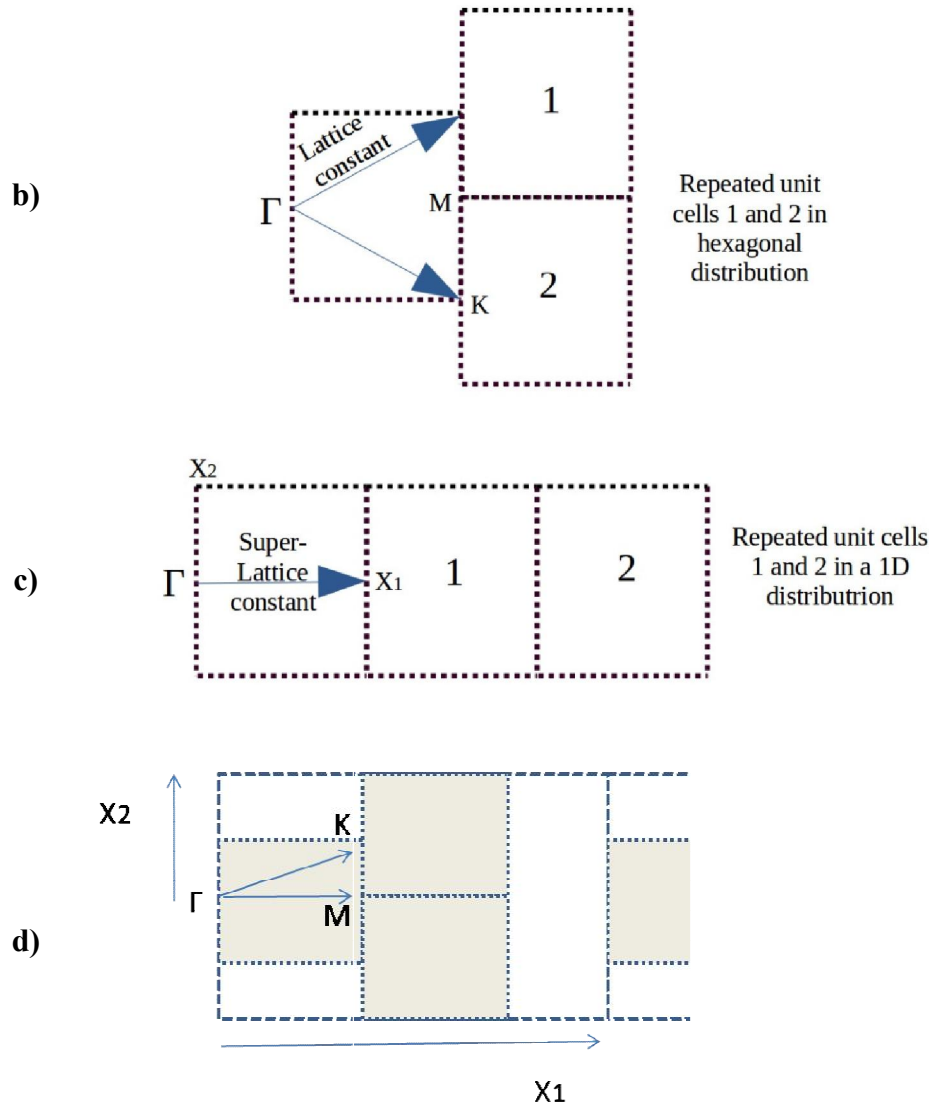 b)
Lattice
constant
Γ
M
K
1
2
Repeated unit
cells 1 and 2 in
hexagonal
distribution
c)
X2
Γ
Super-
Lattice
constant
X1
1
2
Repeated unit cells
1 and 2 in a 1D
distributrion
d)
X2
Γ
K
M
X1